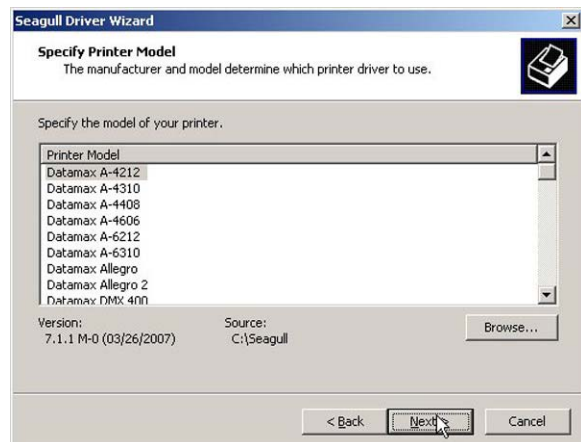 Seagull Driver Wizard
Specify Printer Model
The manufacturer and model determine which printer driver to use.
Specify the model of your printer.
Printer Model
Datamax A-4212
Datamax A-4310
Datamax A-4408
Datamax A-4606
Datamax A-6212
Datamax A-6310
Datamax Allegro
Datamax Allegro 2
Datamax DMX 400
Version: Source:
7.1.1 M-0 (03/26/2007) C:\Seagull
Browse...
< Back Next > Cancel